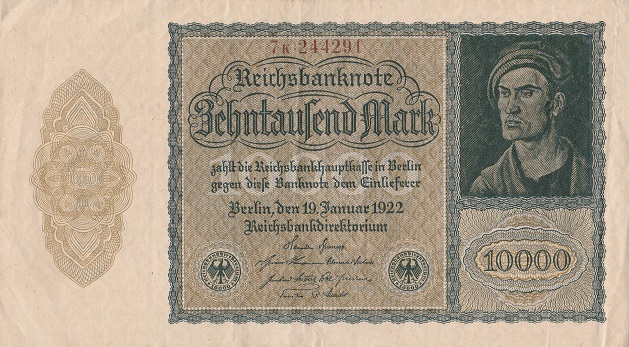 7K 244291
Reichsbanknote
Zehntausend Mark
zahlt die Reichsbankhauptkasse in Berlin
gegen diese Banknote dem Einlieferer
Berlin, den 19. Januar 1922
Reichsbankdirektorium
10000